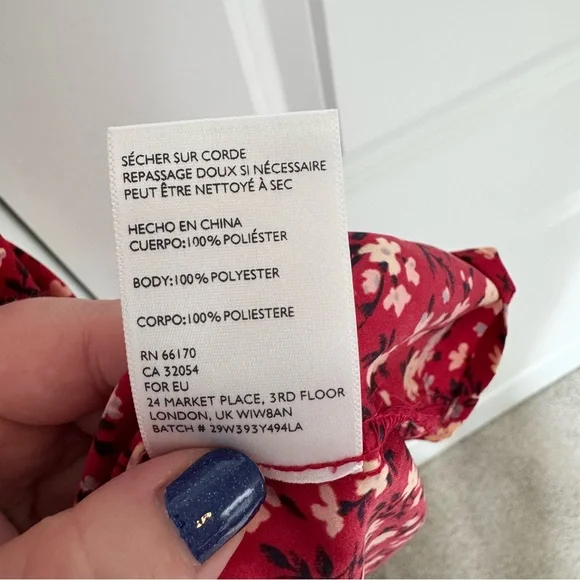 SÉCHER SUR CORDE
REPASSAGE DOUX SI NÉCESSAIRE
PEUT ÊTRE NETTOYÉ À SEC
HECHO EN CHINA
CUERPO:100% POLIÉSTER
BODY:100% POLYESTER
CORPO:100% POLIESTERE
RN 66170
CA 32054
FOR EU
24 MARKET PLACE, 3RD FLOOR
LONDON, UK WIW8AN
BATCH # 29W393Y494LA